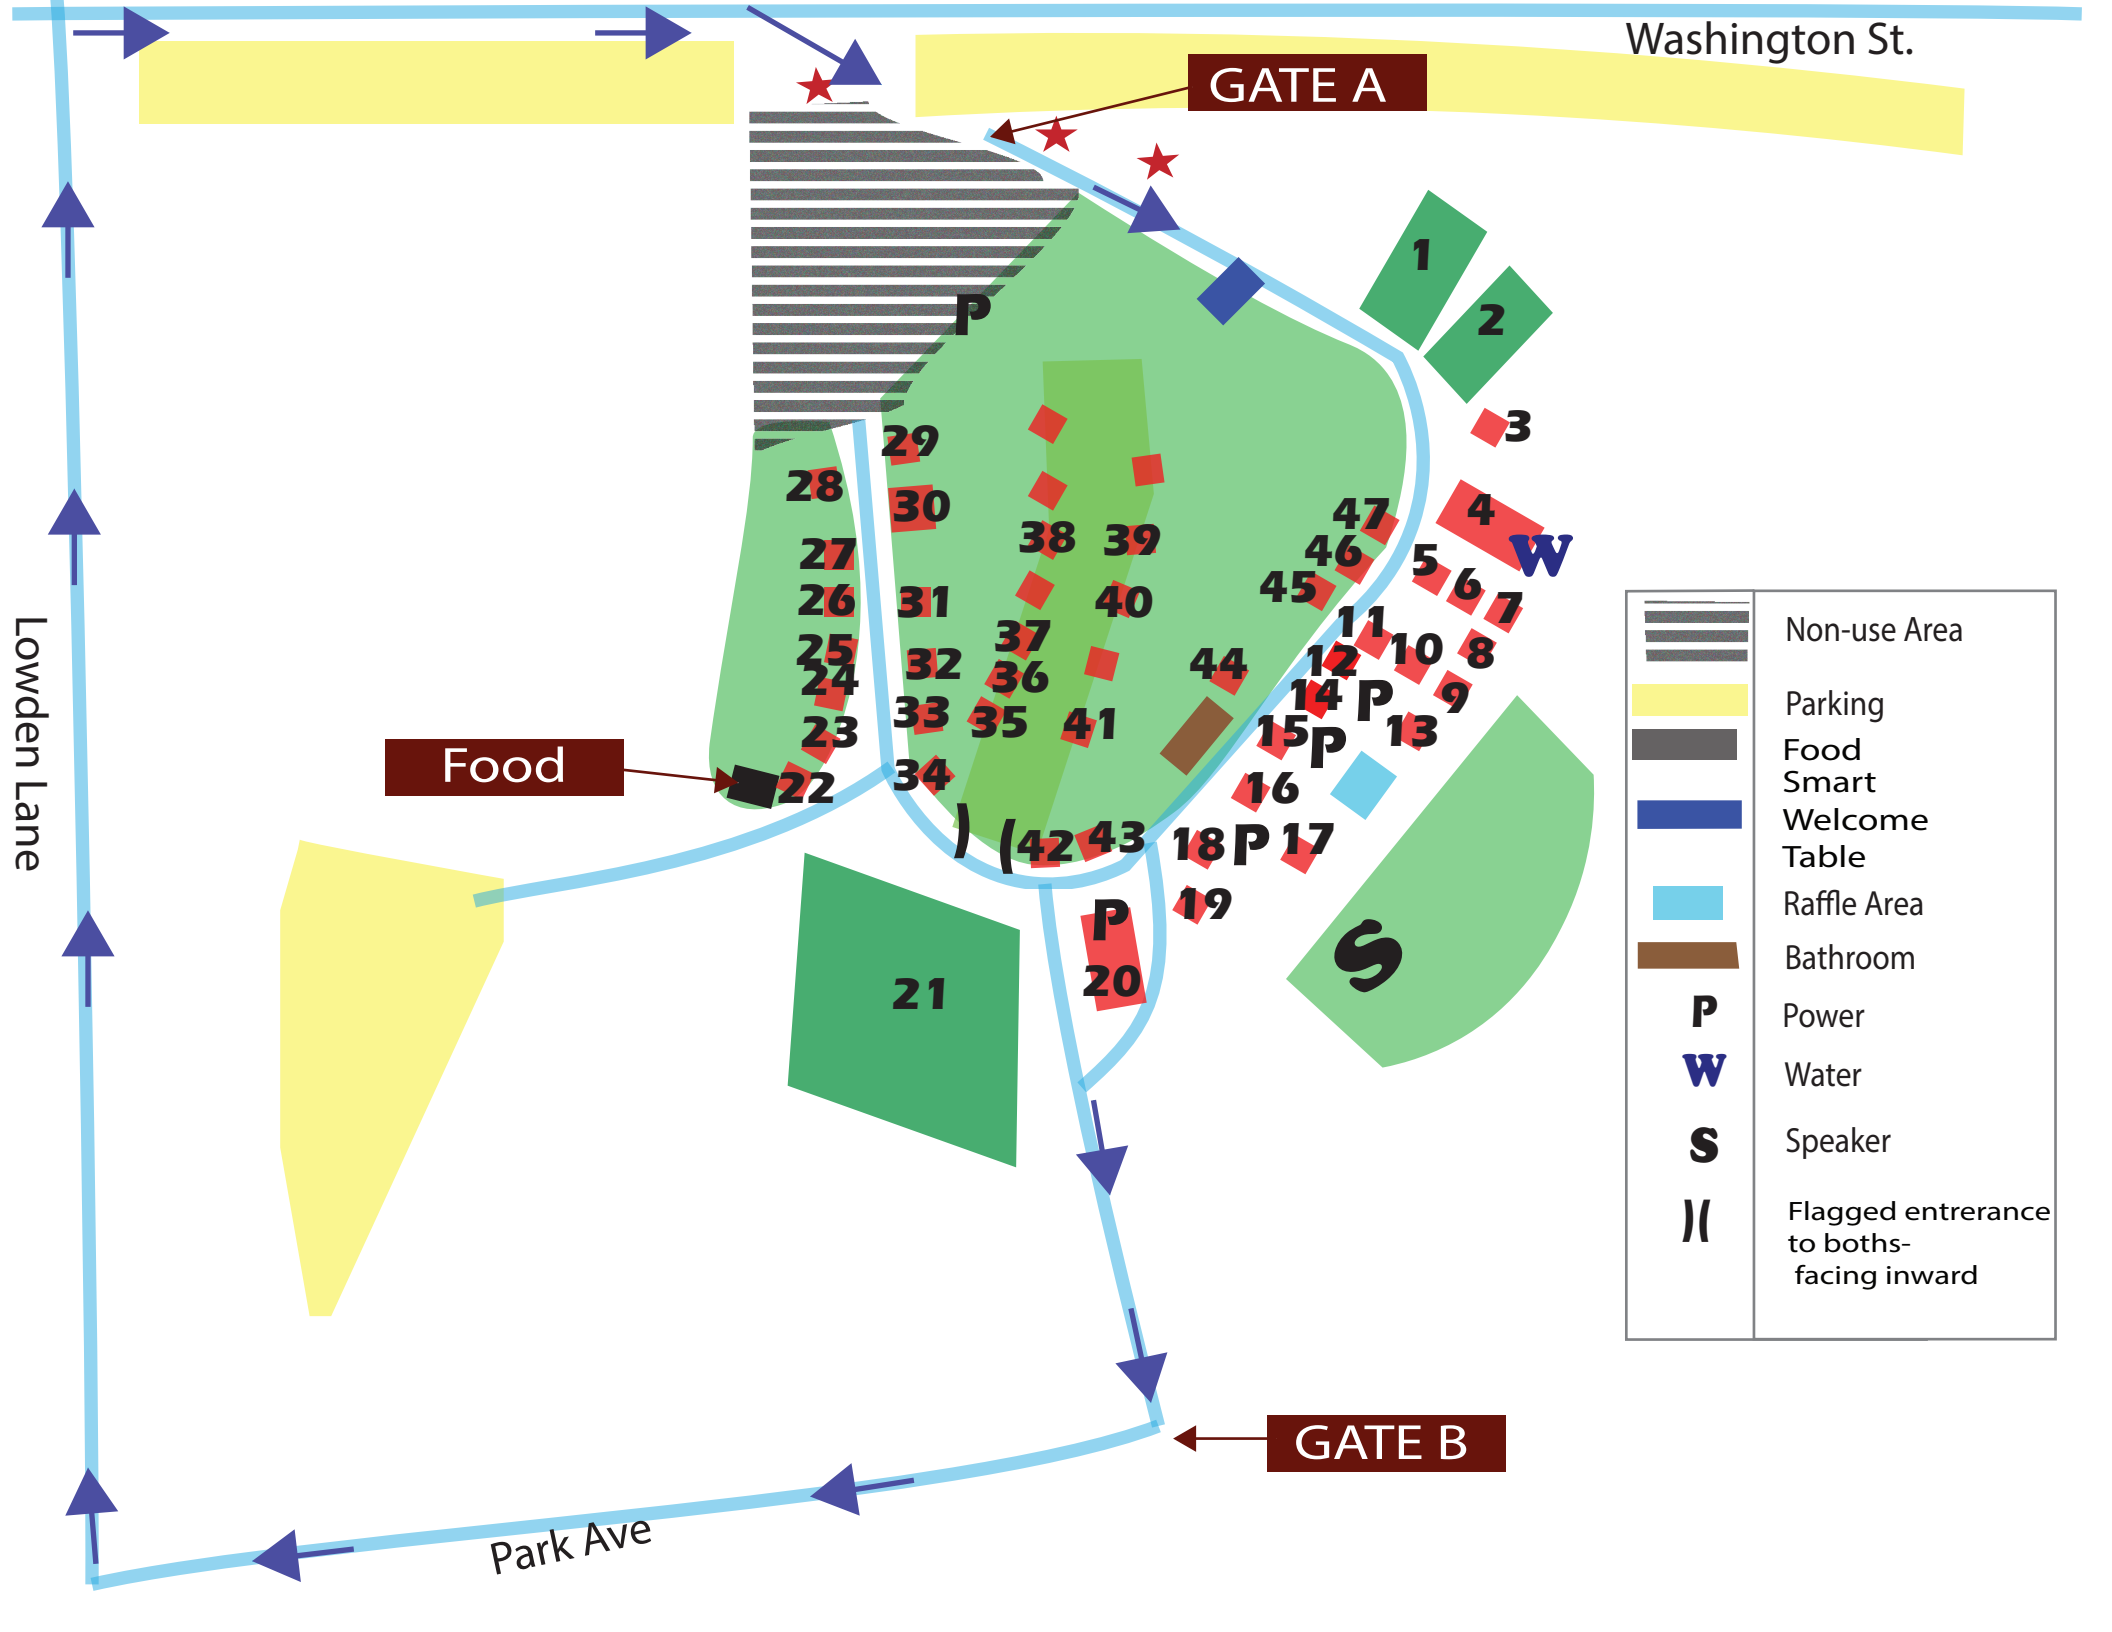 Washington St.
GATE A
1
2
P
3
29
28
30
47
4
W
38
39
46
5
27
45
6
26
31
40
7
11
37
25
32
44
12
10
8
24
36
14
P
9
33
35
41
15
P
13
23
Food
22
34
16
42
43
18
P
17
)
(
19
P
20
21
S
Lowden Lane
Non-use Area
Parking
Food
Smart
Welcome
Table
Raffle Area
Bathroom
P Power
W Water
S Speaker
)( Flagged entrerance
to boths-
facing inward
GATE B
Park Ave